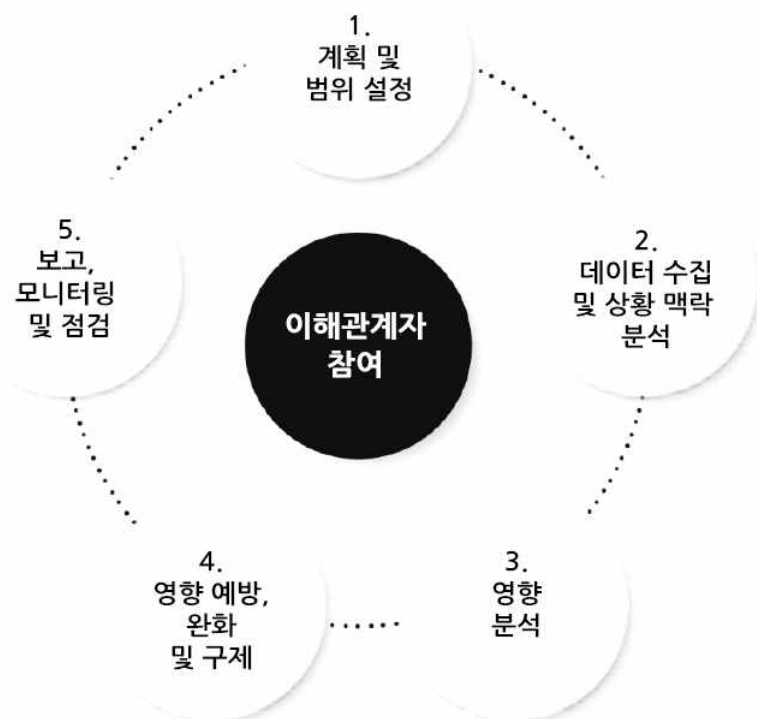 1.
계획 및
범위 설정
2.
데이터 수집
및 상황 맥락
분석
3.
영향
분석
4.
영향 예방,
완화
및 구제
5.
보고,
모니터링
및 점검
이해관계자
참여